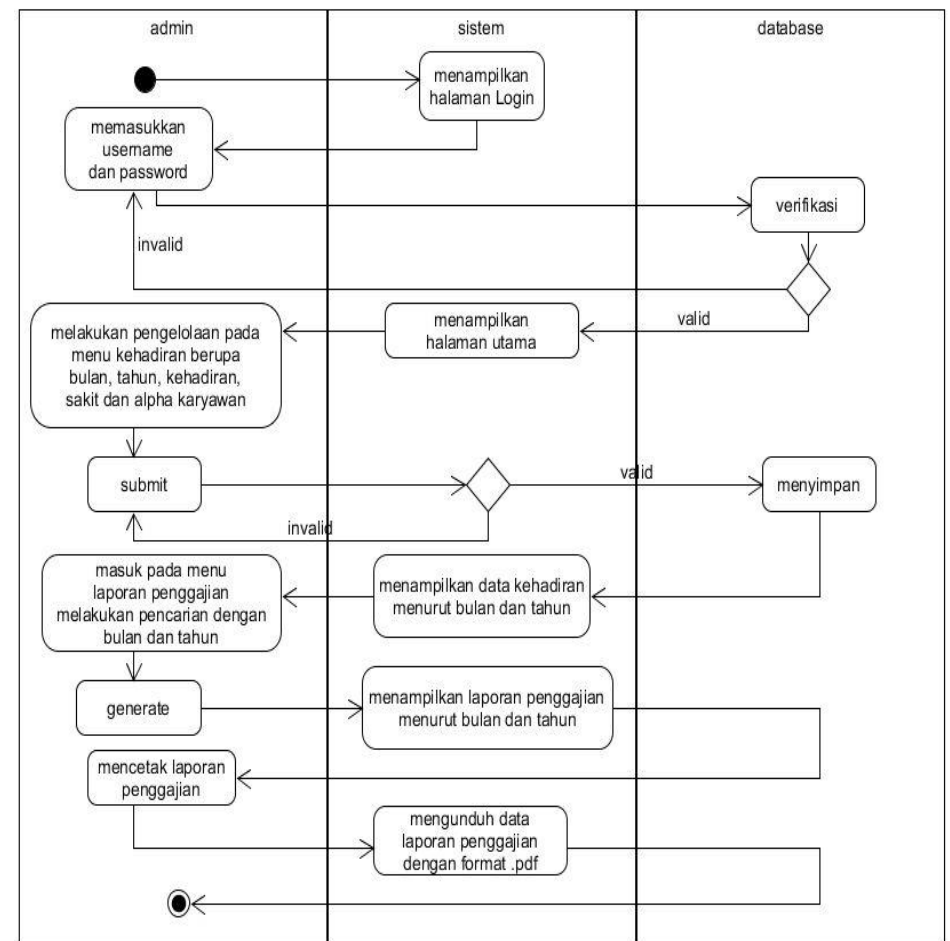 admin
sistem
database
menampilkan
halaman Login
memasukkan
username
dan password
verifikasi
invalid
valid
menampilkan
halaman utama
melakukan pengelolaan pada
menu kehadiran berupa
bulan, tahun, kehadiran,
sakit dan alpha karyawan
submit
valid
menyimpan
invalid
masuk pada menu
laporan penggajian
melakukan pencarian dengan
bulan dan tahun
menampilkan data kehadiran
menurut bulan dan tahun
generate
menampilkan laporan penggajian
menurut bulan dan tahun
mencetak laporan
penggajian
mengunduh data
laporan penggajian
dengan format .pdf